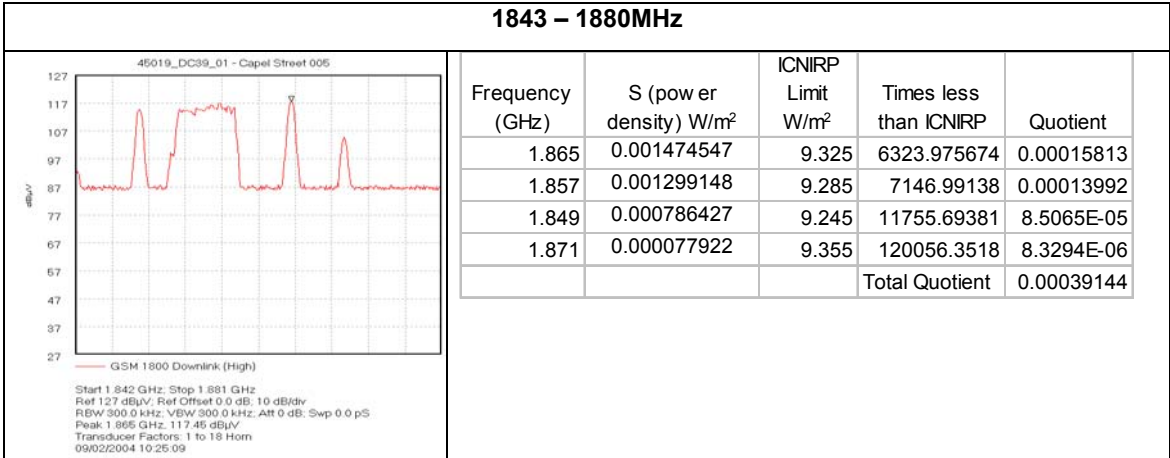 1843 – 1880MHz
45019_DC39_01 - Capel Street 005
127
117
107
97
87
77
67
57
47
37
27
dBµV
GSM 1800 Downlink (High)
Start 1.842 GHz; Stop 1.881 GHz
Ref 127 dBµV; Ref Offset 0.0 dB; 10 dB/div
RBW 300.0 kHz; VBW 300.0 kHz; Att 0 dB; Swp 0.0 pS
Peak 1.865 GHz, 117.45 dBµV
Transducer Factors: 1 to 18 Horn
09/02/2004 10:25:09
Frequency (GHz) S (pow er density) W/m² ICNIRP Limit W/m² Times less than ICNIRP Quotient
1.865 0.001474547 9.325 6323.975674 0.00015813
1.857 0.001299148 9.285 7146.99138 0.00013992
1.849 0.000786427 9.245 11755.69381 8.5065E-05
1.871 0.000077922 9.355 120056.3518 8.3294E-06
Total Quotient 0.00039144